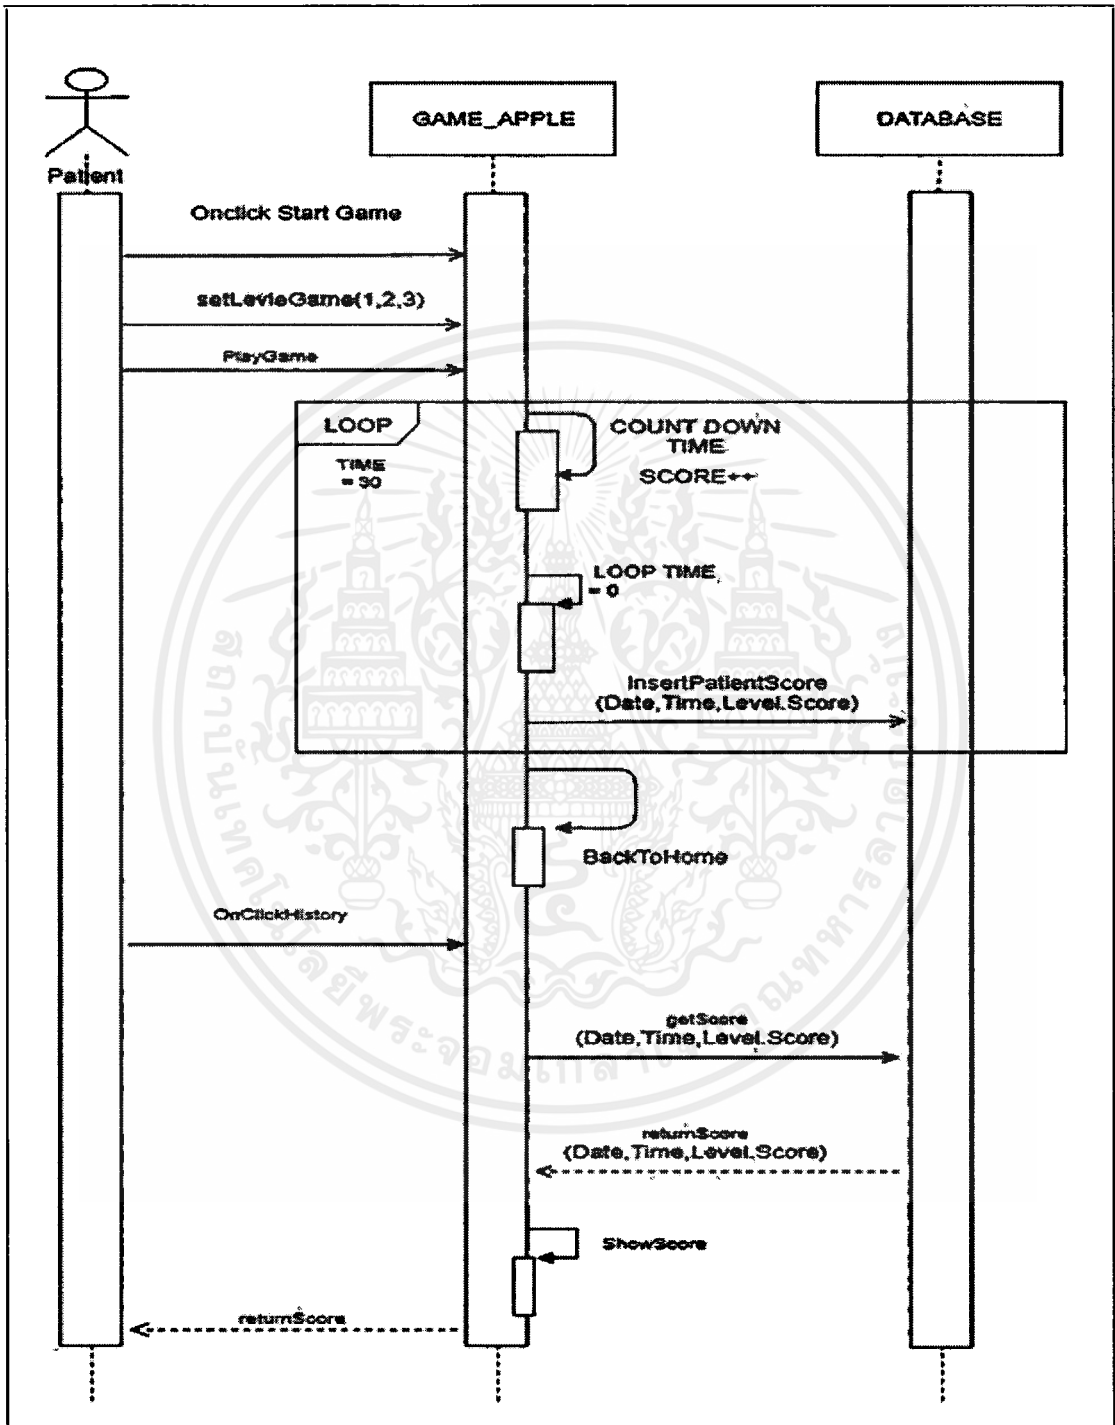 GAME_APPLE
DATABASE
Patient
Onclick Start Game
setLevleGame(1,2,3)
PlayGame
LOOP
TIME
= 30
COUNT DOWN
TIME
SCORE++
LOOP TIME
= 0
InsertPatientScore
(Date,Time,Level.Score)
BackToHome
OnClickHistory
getScore
(Date,Time,Level.Score)
returnScore
(Date,Time,Level.Score)
ShowScore
returnScore